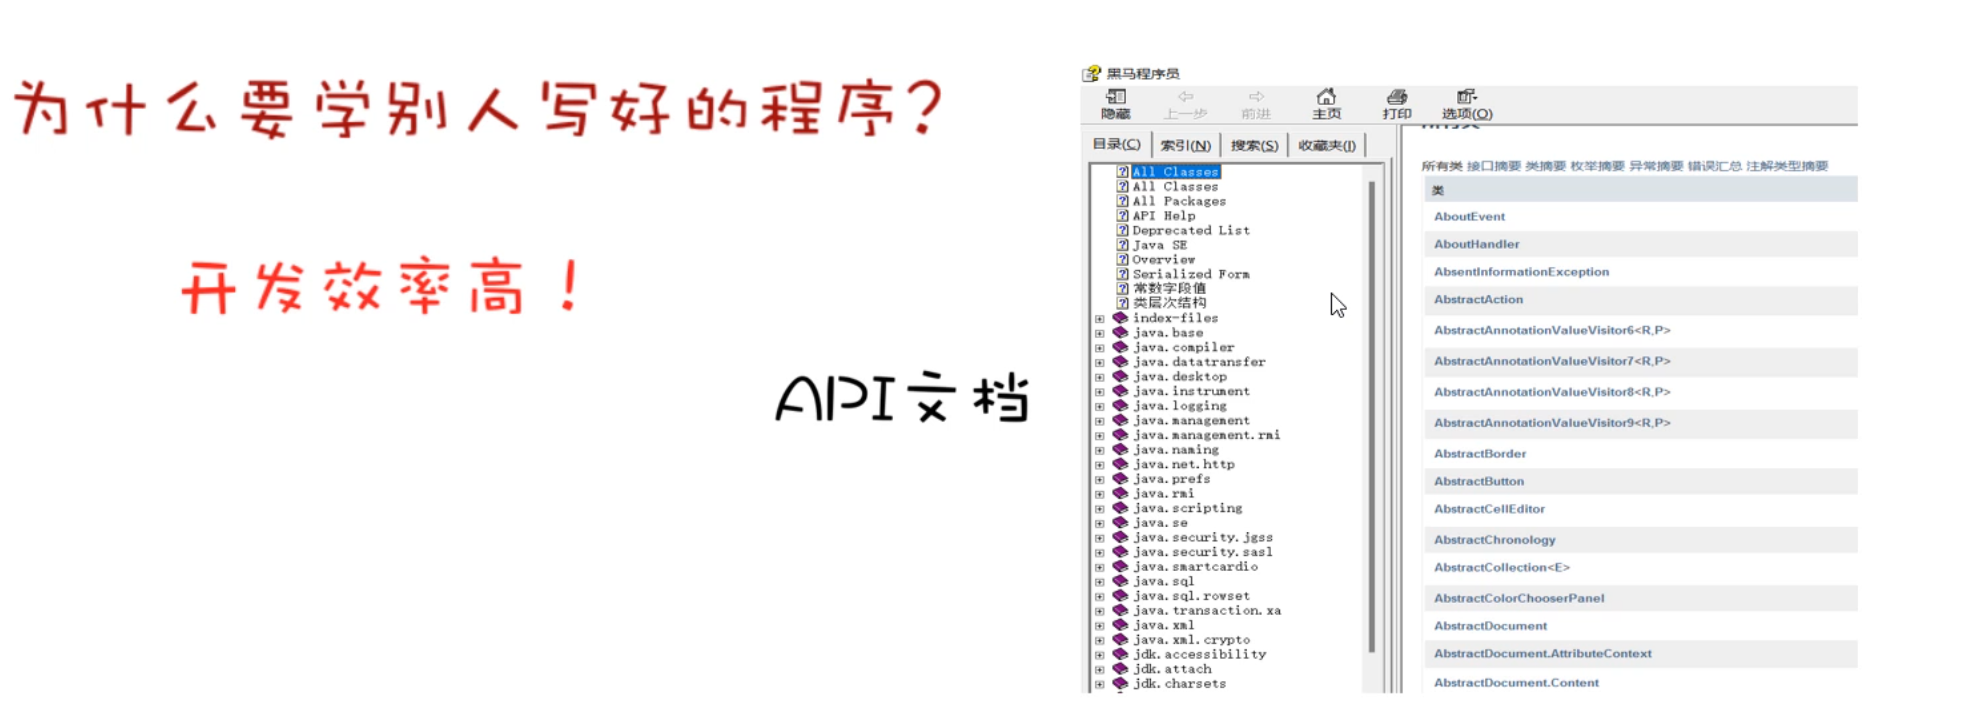 为什么要学别人写好的程序?
开发效率高！
API文档
黑马程序员
隐藏 上一步 前进 主页 打印 选项(O)
目录(C) 索引(N) 搜索(S) 收藏夹(I)
All Classes
All Classes
All Packages
API Help
Deprecated List
Java SE
Overview
Serialized Form
常数字段值
类层次结构
index-files
java.base
java.compiler
java.datatransfer
java.desktop
java.instrument
java.logging
java.management
java.management.rmi
java.naming
java.net.http
java.prefs
java.rmi
java.scripting
java.se
java.security.jgss
java.security.sasl
java.smartcardio
java.sql
java.sql.rowset
java.transaction.xa
java.xml
java.xml.crypto
jdk.accessibility
jdk.attach
jdk.charsets
所有类 接口摘要 类摘要 枚举摘要 异常摘要 错误汇总 注解类型摘要
类
AboutEvent
AboutHandler
AbsentInformationException
AbstractAction
AbstractAnnotationValueVisitor6<R,P>
AbstractAnnotationValueVisitor7<R,P>
AbstractAnnotationValueVisitor8<R,P>
AbstractAnnotationValueVisitor9<R,P>
AbstractBorder
AbstractButton
AbstractCellEditor
AbstractChronology
AbstractCollection<E>
AbstractColorChooserPanel
AbstractDocument
AbstractDocument.AttributeContext
AbstractDocument.Content